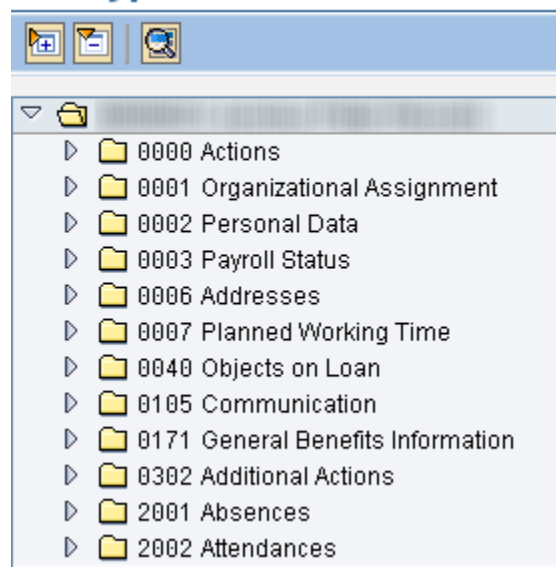 0000 Actions
0001 Organizational Assignment
0002 Personal Data
0003 Payroll Status
0006 Addresses
0007 Planned Working Time
0040 Objects on Loan
0105 Communication
0171 General Benefits Information
0302 Additional Actions
2001 Absences
2002 Attendances